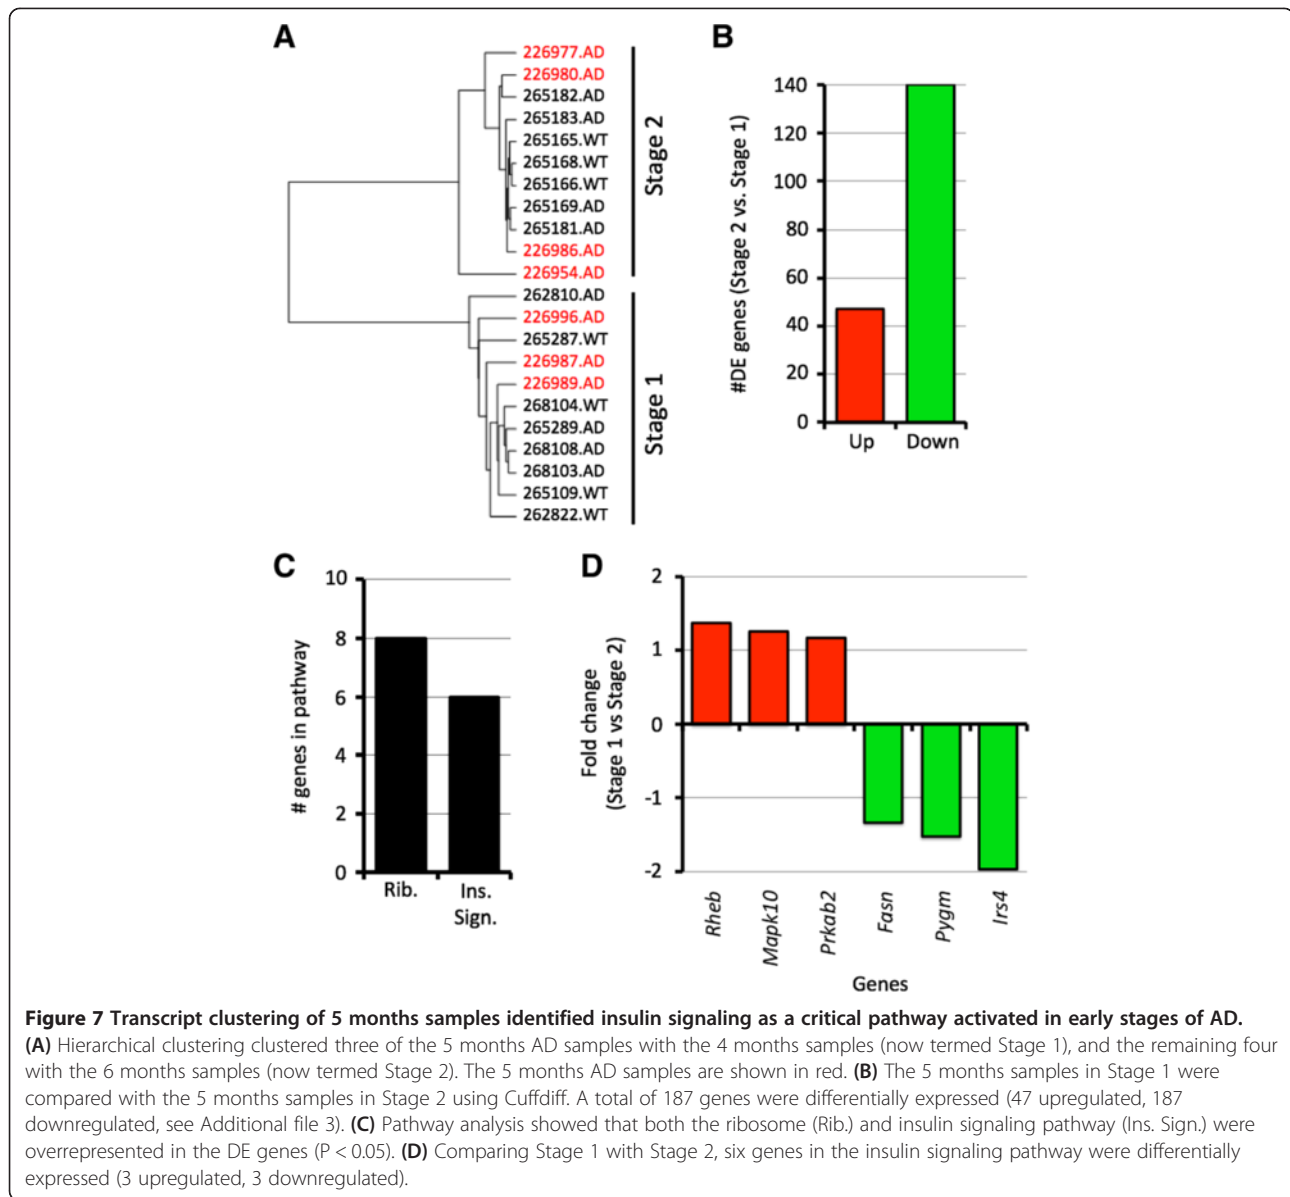 A
226977.AD
226980.AD
265182.AD
265183.AD
265165.WT
265168.WT
265166.WT
265169.AD
265181.AD
226986.AD
226954.AD
262810.AD
226996.AD
265287.WT
226987.AD
226989.AD
268104.WT
265289.AD
268108.AD
268103.AD
265109.WT
262822.WT
Stage 2
Stage 1
B
#DE genes (Stage 2 vs. Stage 1)
140
120
100
80
60
40
20
0
Up
Down
C
# genes in pathway
10
8
6
4
2
0
Rib.
Ins.
Sign.
D
Fold change
(Stage 1 vs Stage 2)
2
1
0
-1
-2
Rheb
Mapk10
Prkab2
Fasn
Pygm
Irs4
Genes
Figure 7 Transcript clustering of 5 months samples identified insulin signaling as a critical pathway activated in early stages of AD.
(A) Hierarchical clustering clustered three of the 5 months AD samples with the 4 months samples (now termed Stage 1), and the remaining four
with the 6 months samples (now termed Stage 2). The 5 months AD samples are shown in red. (B) The 5 months samples in Stage 1 were
compared with the 5 months samples in Stage 2 using Cuffdiff. A total of 187 genes were differentially expressed (47 upregulated, 187
downregulated, see Additional file 3). (C) Pathway analysis showed that both the ribosome (Rib.) and insulin signaling pathway (Ins. Sign.) were
overrepresented in the DE genes (P < 0.05). (D) Comparing Stage 1 with Stage 2, six genes in the insulin signaling pathway were differentially
expressed (3 upregulated, 3 downregulated).